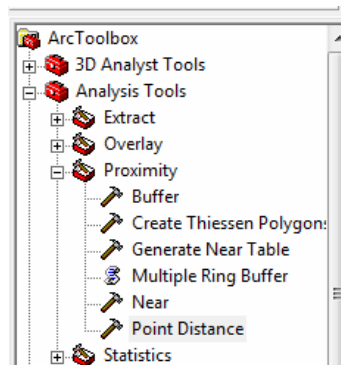 ArcToolbox
3D Analyst Tools
Analysis Tools
Extract
Overlay
Proximity
Buffer
Create Thiessen Polygons
Generate Near Table
Multiple Ring Buffer
Near
Point Distance
Statistics